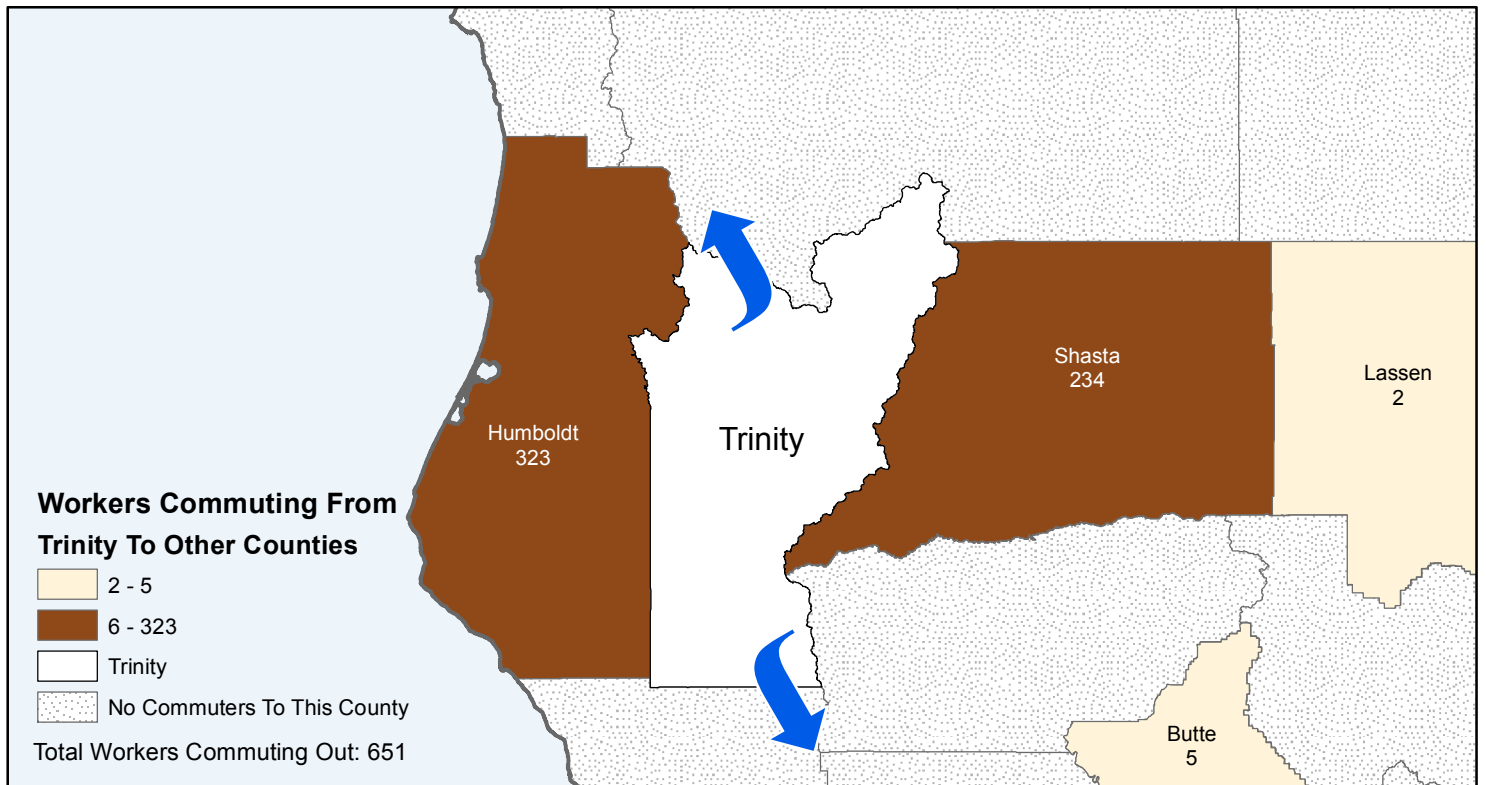 Shasta
234
Lassen
2
Humboldt
323
Trinity
Workers Commuting From
Trinity To Other Counties
2 - 5
6 - 323
Trinity
No Commuters To This County
Total Workers Commuting Out: 651
Butte
5